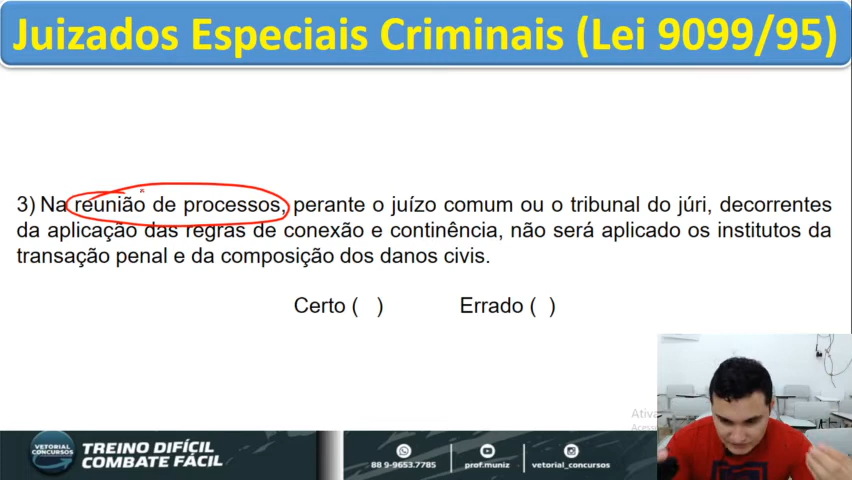 Juizados Especiais Criminais (Lei 9099/95)
3) Na reunião de processos, perante o juízo comum ou o tribunal do júri, decorrentes
da aplicação das regras de conexão e continência, não será aplicado os institutos da
transação penal e da composição dos danos civis.
Certo (   )   Errado (  )
Ativa
Acesse
VETORIAL
CONCURSOS
TREINO DIFÍCIL
COMBATE FÁCIL
88 9-9653.7785
prof.muniz
vetorial_concursos